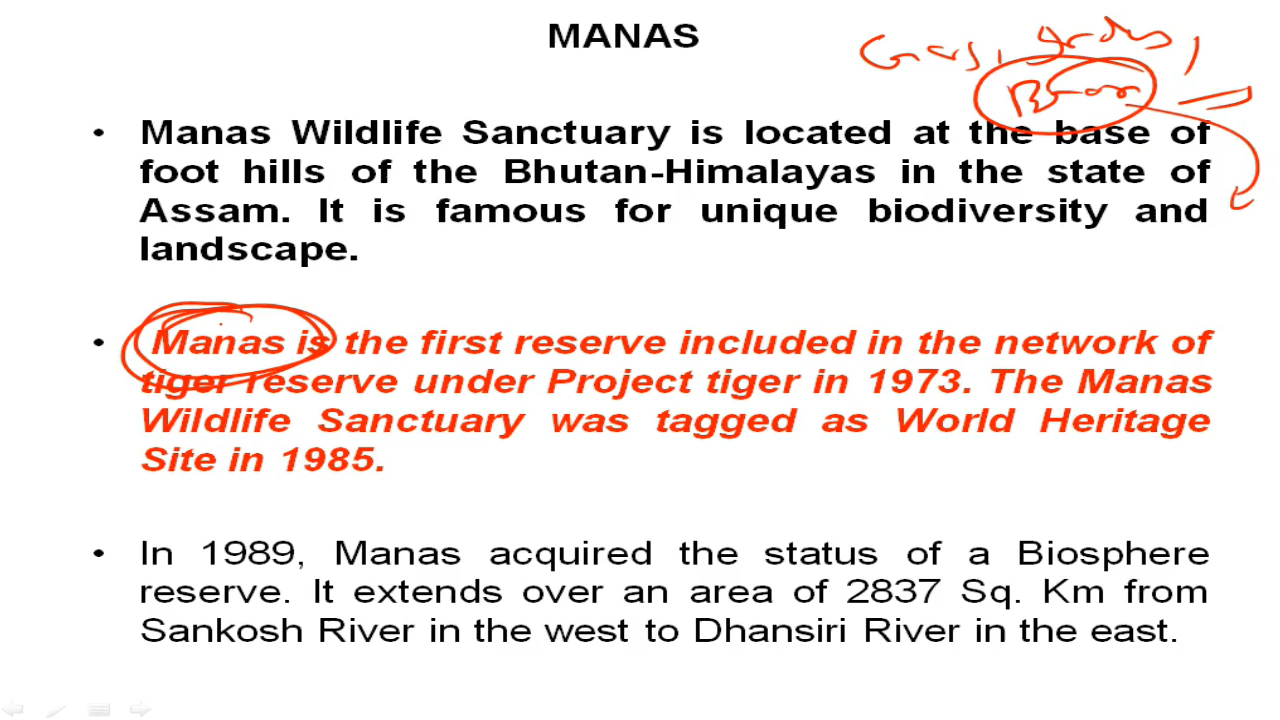 MANAS
• Manas Wildlife Sanctuary is located at the base of
foot hills of the Bhutan-Himalayas in the state of
Assam. It is famous for unique biodiversity and
landscape.
• Manas is the first reserve included in the network of
tiger reserve under Project tiger in 1973. The Manas
Wildlife Sanctuary was tagged as World Heritage
Site in 1985.
• In 1989, Manas acquired the status of a Biosphere
reserve. It extends over an area of 2837 Sq. Km from
Sankosh River in the west to Dhansiri River in the east.